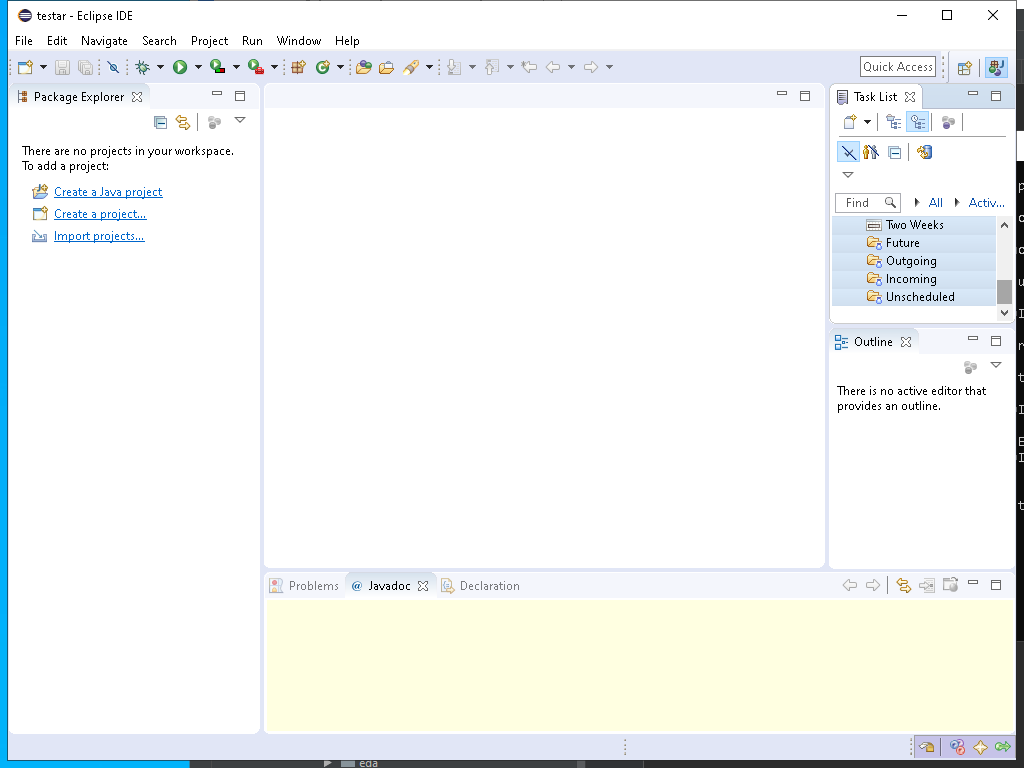 testar - Eclipse IDE
File Edit Navigate Search Project Run Window Help
Quick Access
Package Explorer
There are no projects in your workspace.
To add a project:
Create a Java project
Create a project...
Import projects...
Task List
Find All Activ...
Two Weeks
Future
Outgoing
Incoming
Unscheduled
Outline
There is no active editor that
provides an outline.
Problems @ Javadoc Declaration
eda